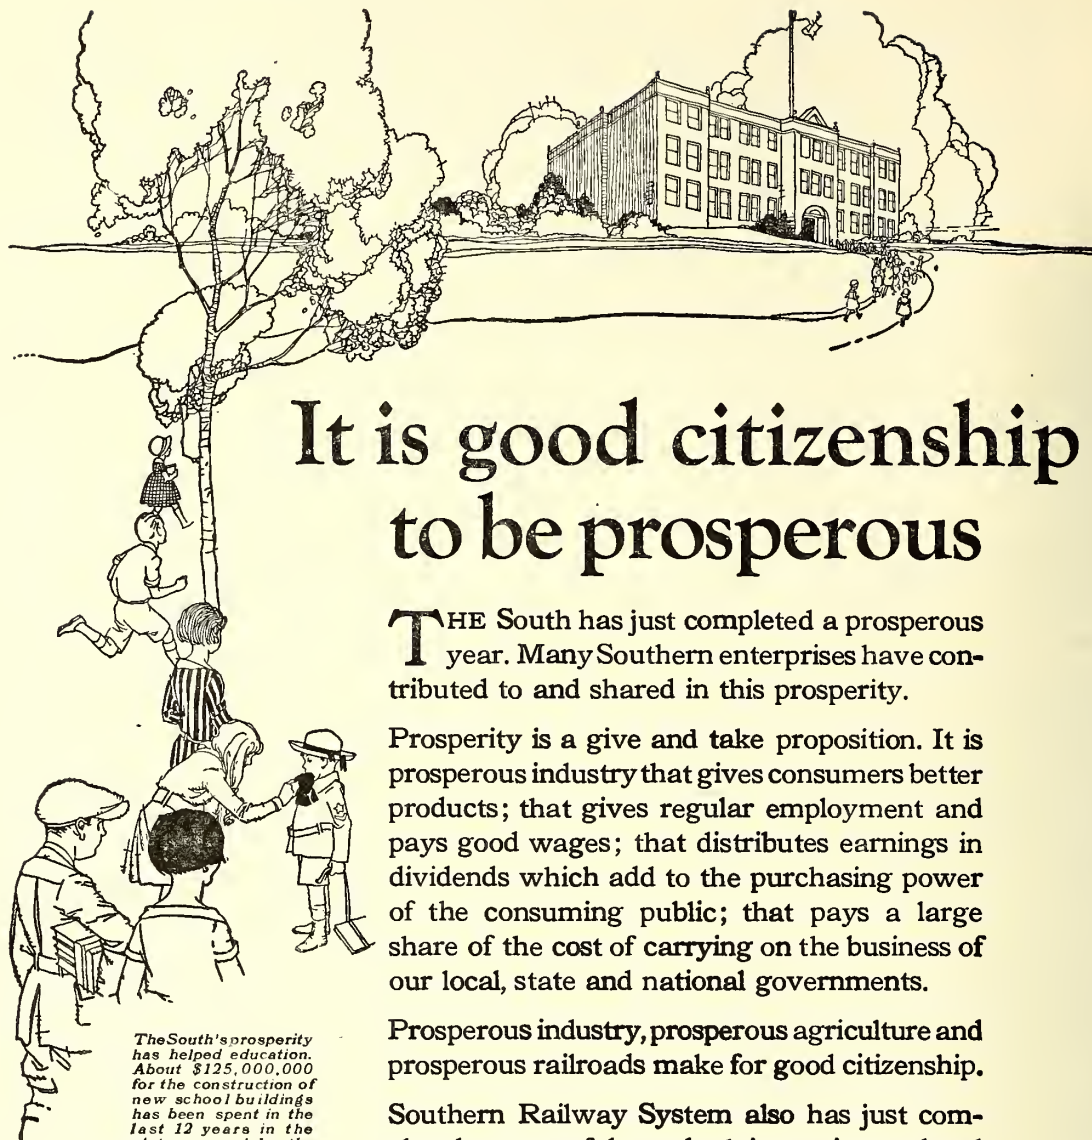 It is good citizenship
to be prosperous
THE South has just completed a prosperous
year. Many Southern enterprises have con-
tributed to and shared in this prosperity.
Prosperity is a give and take proposition. It is
prosperous industry that gives consumers better
products; that gives regular employment and
pays good wages; that distributes earnings in
dividends which add to the purchasing power
of the consuming public; that pays a large
share of the cost of carrying on the business of
our local, state and national governments.
Prosperous industry, prosperous agriculture and
prosperous railroads make for good citizenship.
Southern Railway System also has just com-
The South's prosperity
has helped education.
About $125,000,000
for the construction of
new school buildings
has been spent in the
last 12 years in the